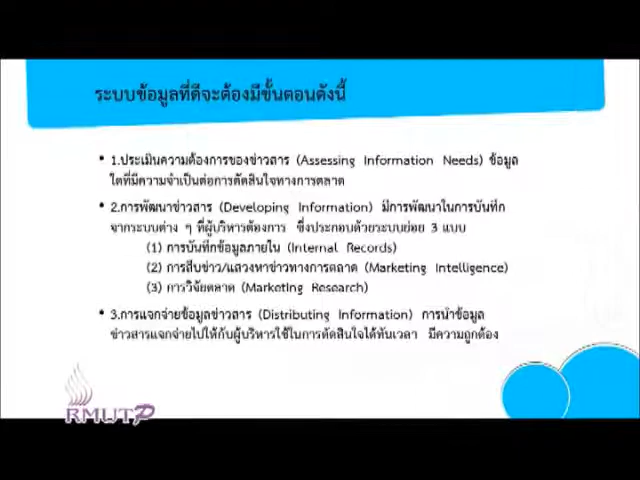 ระบบข้อมูลที่ดีจะต้องมีขั้นตอนดังนี้
• 1.ประเมินความต้องการของข่าวสาร (Assessing Information Needs) ข้อมูล
ใดที่มีความจำเป็นต่อการตัดสินใจทางการตลาด
• 2.การพัฒนาข่าวสาร (Developing Information) มีการพัฒนาในการบันทึก
จากระบบต่าง ๆ ที่ผู้บริหารต้องการ ซึ่งประกอบด้วยระบบย่อย 3 แบบ
(1) การบันทึกข้อมูลภายใน (Internal Records)
(2) การสืบข่าว/แสวงหาข่าวทางการตลาด (Marketing Intelligence)
(3) การวิจัยตลาด (Marketing Research)
• 3.การแจกจ่ายข้อมูลข่าวสาร (Distributing Information) การนำข้อมูล
ข่าวสารแจกจ่ายไปให้กับผู้บริหารใช้ในการตัดสินใจได้ทันเวลา มีความถูกต้อง
RMUTP